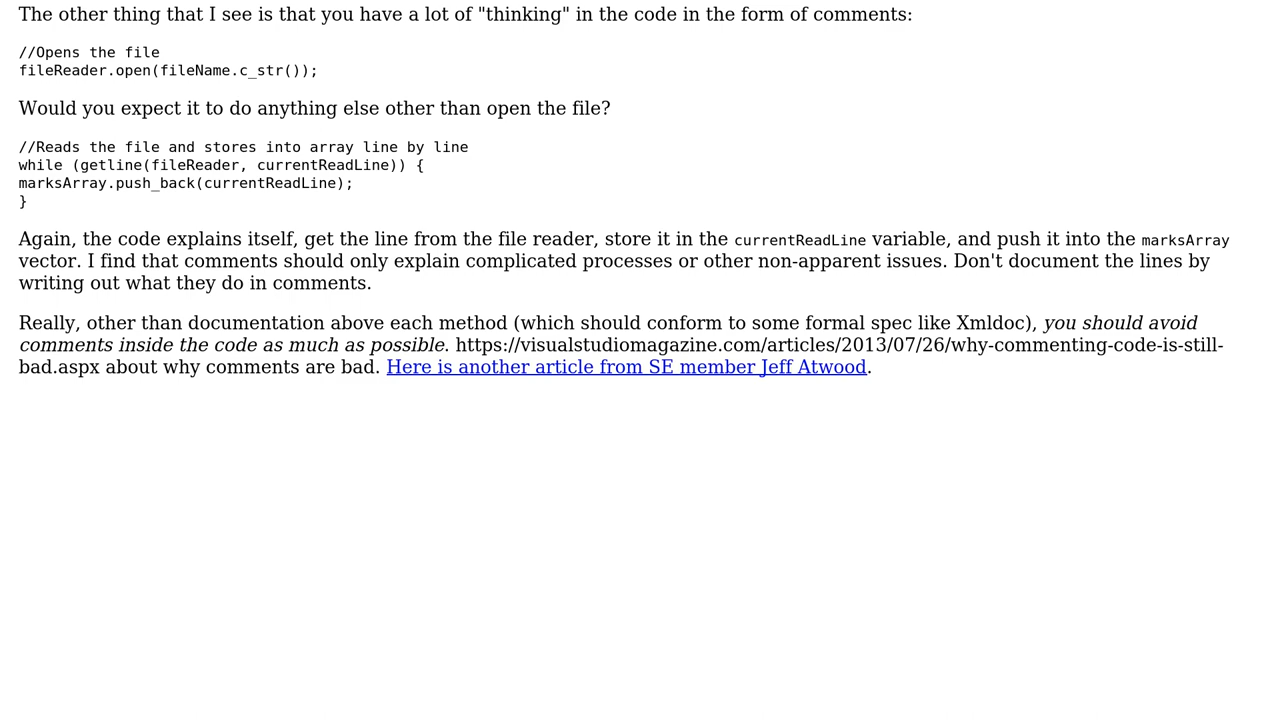 The other thing that I see is that you have a lot of "thinking" in the code in the form of comments:
//Opens the file
fileReader.open(fileName.c_str());
Would you expect it to do anything else other than open the file?
//Reads the file and stores into array line by line
while (getline(fileReader, currentReadLine)) {
marksArray.push_back(currentReadLine);
}
Again, the code explains itself, get the line from the file reader, store it in the currentReadLine variable, and push it into the marksArray
vector. I find that comments should only explain complicated processes or other non-apparent issues. Don't document the lines by
writing out what they do in comments.
Really, other than documentation above each method (which should conform to some formal spec like Xmldoc), you should avoid
comments inside the code as much as possible. https://visualstudiomagazine.com/articles/2013/07/26/why-commenting-code-is-still-
bad.aspx about why comments are bad. Here is another article from SE member Jeff Atwood.